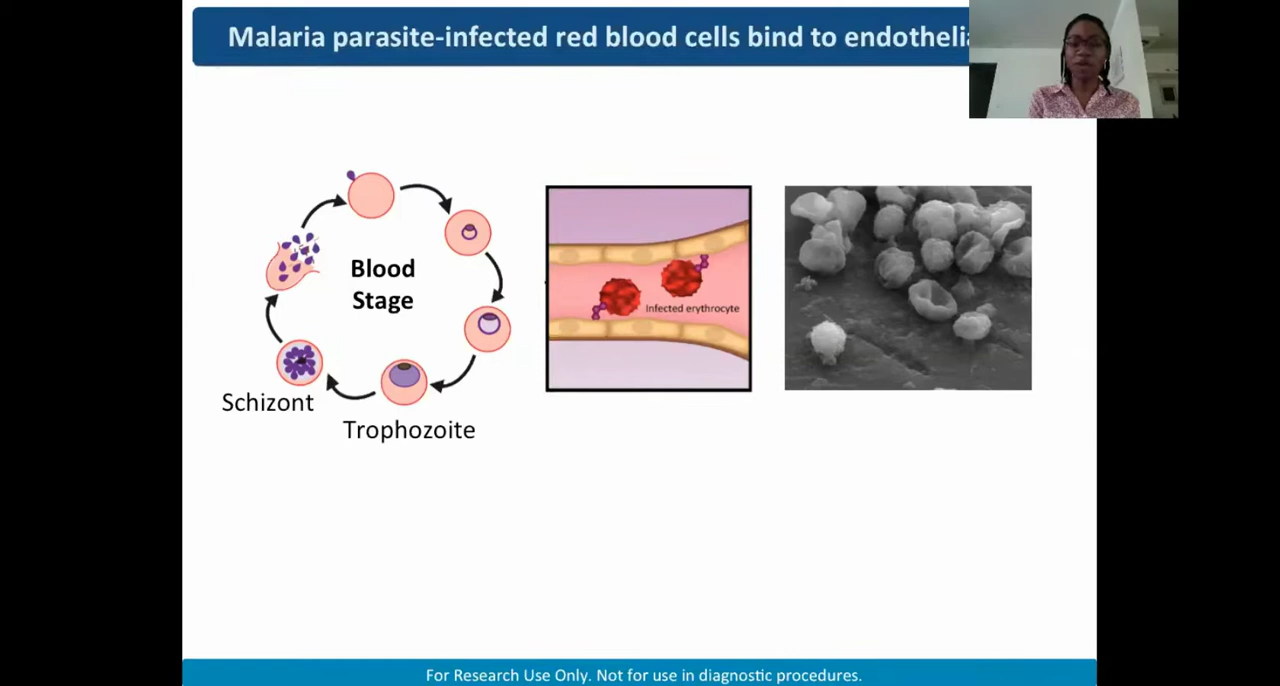 Malaria parasite-infected red blood cells bind to
Blood
Stage
Infected erythrocyte
Schizont
Trophozoite
For Research Use Only. Not for use in diagnostic procedures.